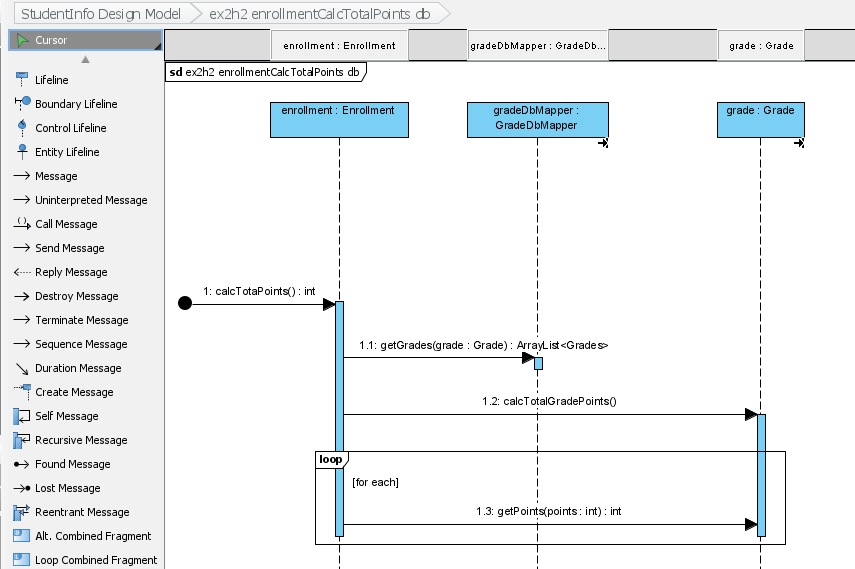 StudentInfo Design Model
ex2h2 enrollmentCalcTotalPoints db
Cursor
Lifeline
Boundary Lifeline
Control Lifeline
Entity Lifeline
Message
Uninterpreted Message
Call Message
Send Message
Reply Message
Destroy Message
Terminate Message
Sequence Message
Duration Message
Create Message
Self Message
Recursive Message
Found Message
Lost Message
Reentrant Message
Alt. Combined Fragment
Loop Combined Fragment
enrollment : Enrollment
gradeDbMapper : GradeDb...
grade : Grade
sd ex2h2 enrollmentCalcTotalPoints db
enrollment : Enrollment
gradeDbMapper :
GradeDbMapper
grade : Grade
1: calcTotaPoints() : int
1.1: getGrades(grade : Grade) : ArrayList<Grades>
1.2: calcTotalGradePoints()
loop
[for each]
1.3: getPoints(points : int) : int